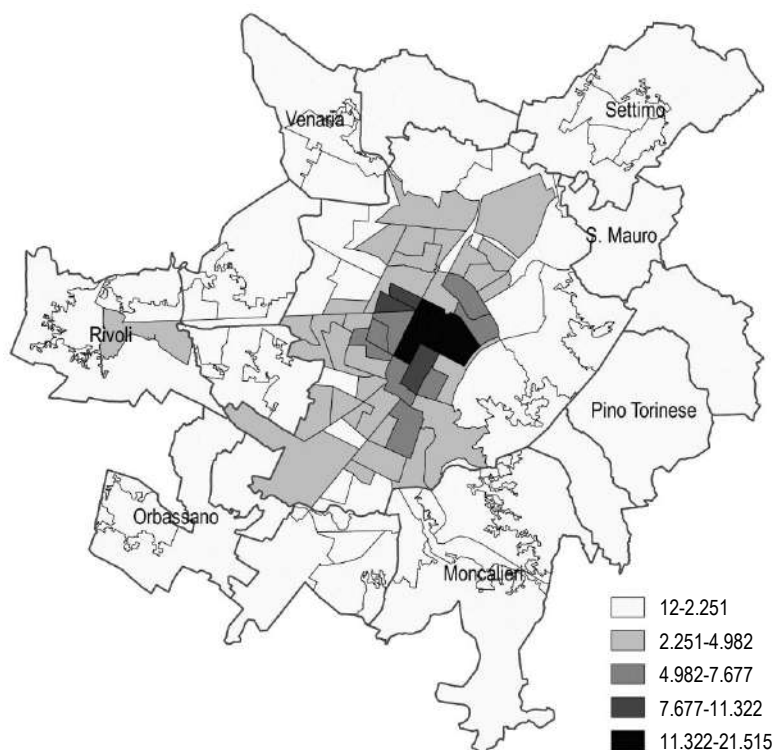 Venaria
Settimo
S. Mauro
Rivoli
Pino Torinese
Orbassano
Moncalieri
12-2.251
2.251-4.982
4.982-7.677
7.677-11.322
11.322-21.515